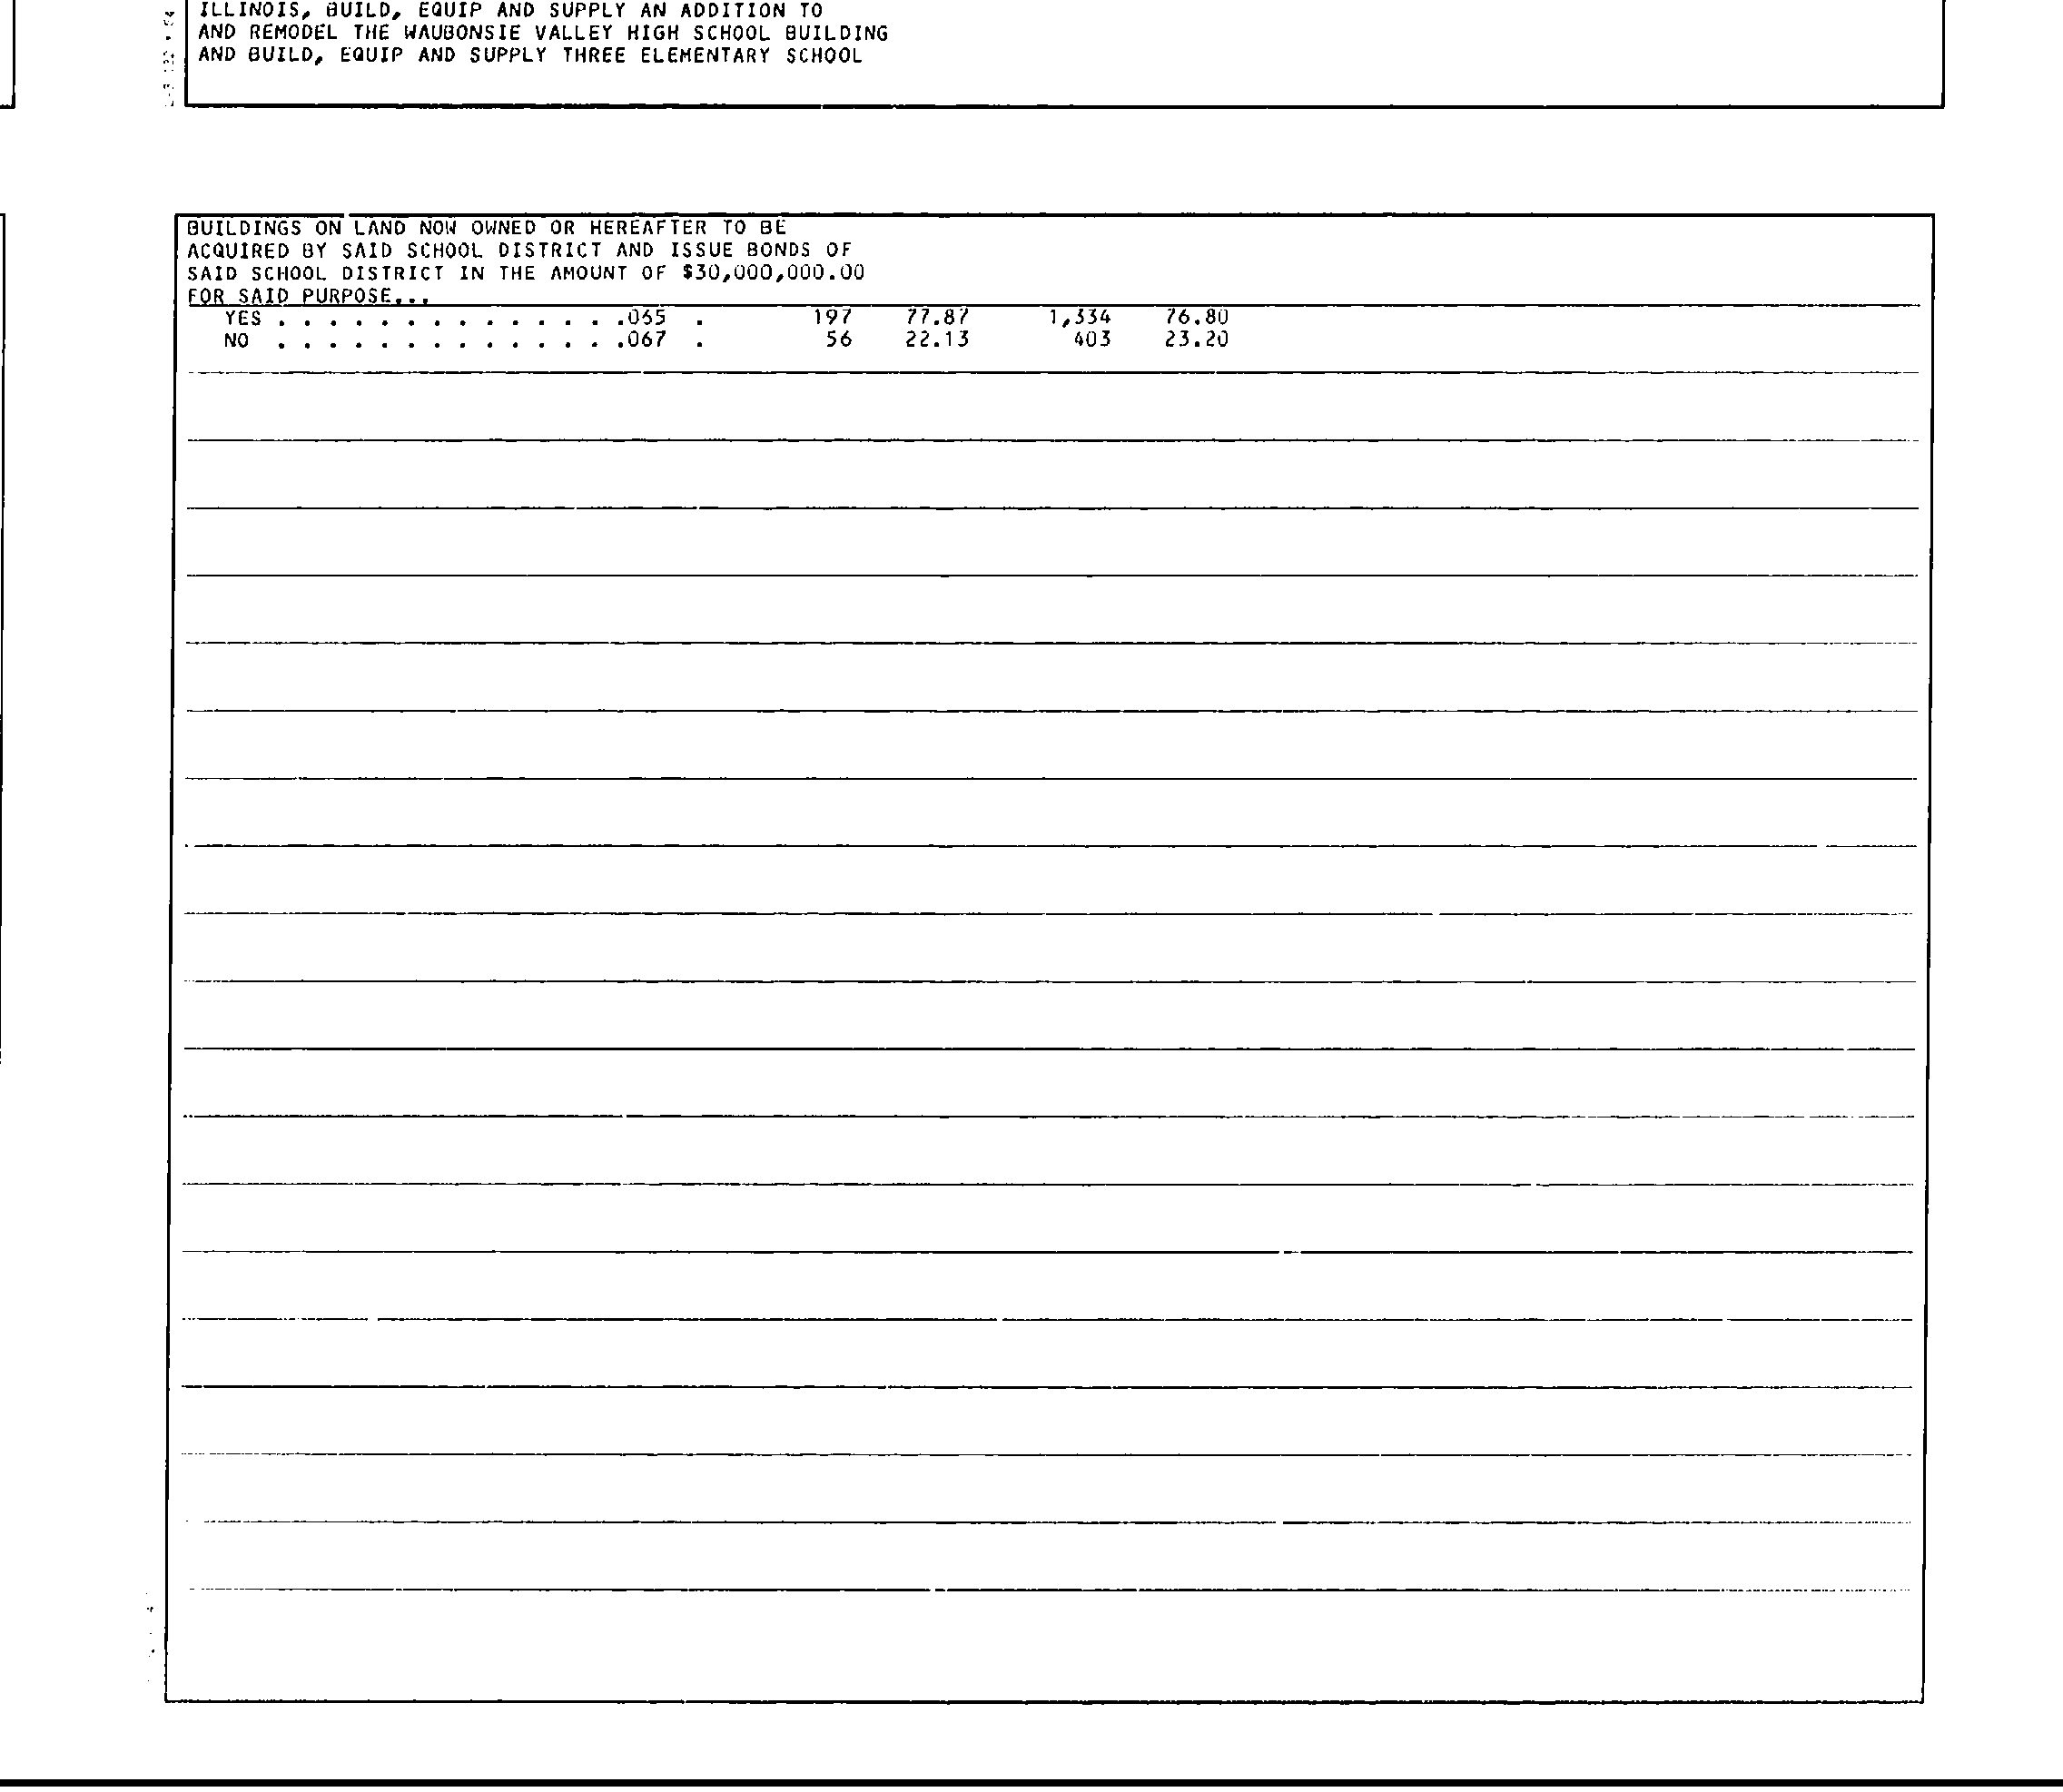 ILLINOIS, BUILD, EQUIP AND SUPPLY AN ADDITION TO
AND REMODEL THE WAUBONSIE VALLEY HIGH SCHOOL BUILDING
AND BUILD, EQUIP AND SUPPLY THREE ELEMENTARY SCHOOL
BUILDINGS ON LAND NOW OWNED OR HEREAFTER TO BE
ACQUIRED BY SAID SCHOOL DISTRICT AND ISSUE BONDS OF
SAID SCHOOL DISTRICT IN THE AMOUNT OF $30,000,000.00
FOR SAID PURPOSE...
YES . . . . . . . . . . . . . . .065 . 197 77.87 1,334 76.80
NO . . . . . . . . . . . . . . .067 . 56 22.13 403 23.20